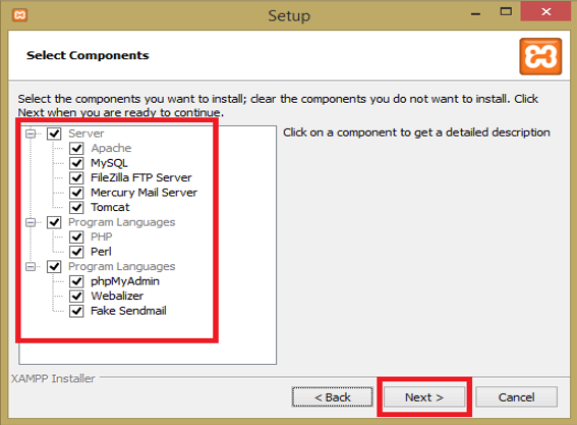 Setup
Select Components
Select the components you want to install; clear the components you do not want to install. Click
Next when you are ready to continue.
Server
Apache
MySQL
FileZilla FTP Server
Mercury Mail Server
Tomcat
Program Languages
PHP
Perl
Program Languages
phpMyAdmin
Webalizer
Fake Sendmail
Click on a component to get a detailed description
XAMPP Installer
< Back
Next >
Cancel